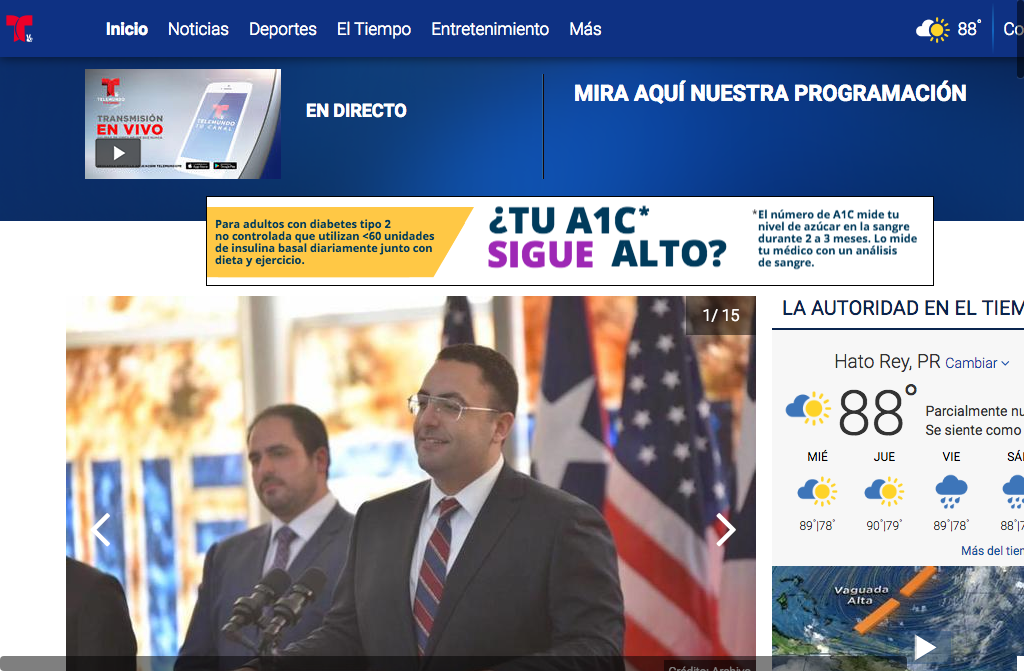 Inicio Noticias Deportes El Tiempo Entretenimiento Más 88° Co
TELEMUNDO
TRANSMISIÓN
EN VIVO
TELEMUNDO
TU CANAL
EN DIRECTO
MIRA AQUÍ NUESTRA PROGRAMACIÓN
Para adultos con diabetes tipo 2
no controlada que utilizan <60 unidades
de insulina basal diariamente junto con
dieta y ejercicio.
¿TU A1C*
SIGUE ALTO?
*El número de A1C mide tu
nivel de azúcar en la sangre
durante 2 a 3 meses. Lo mide
tu médico con un análisis
de sangre.
1/ 15
Crédito: Archivo
LA AUTORIDAD EN EL TIEM
Hato Rey, PR Cambiar
88°
Parcialmente nu
Se siente como
MIÉ JUE VIE SÁ
89°|78° 90°|79° 89°|78° 88°|7
Más del tien
Vaguada
Alta